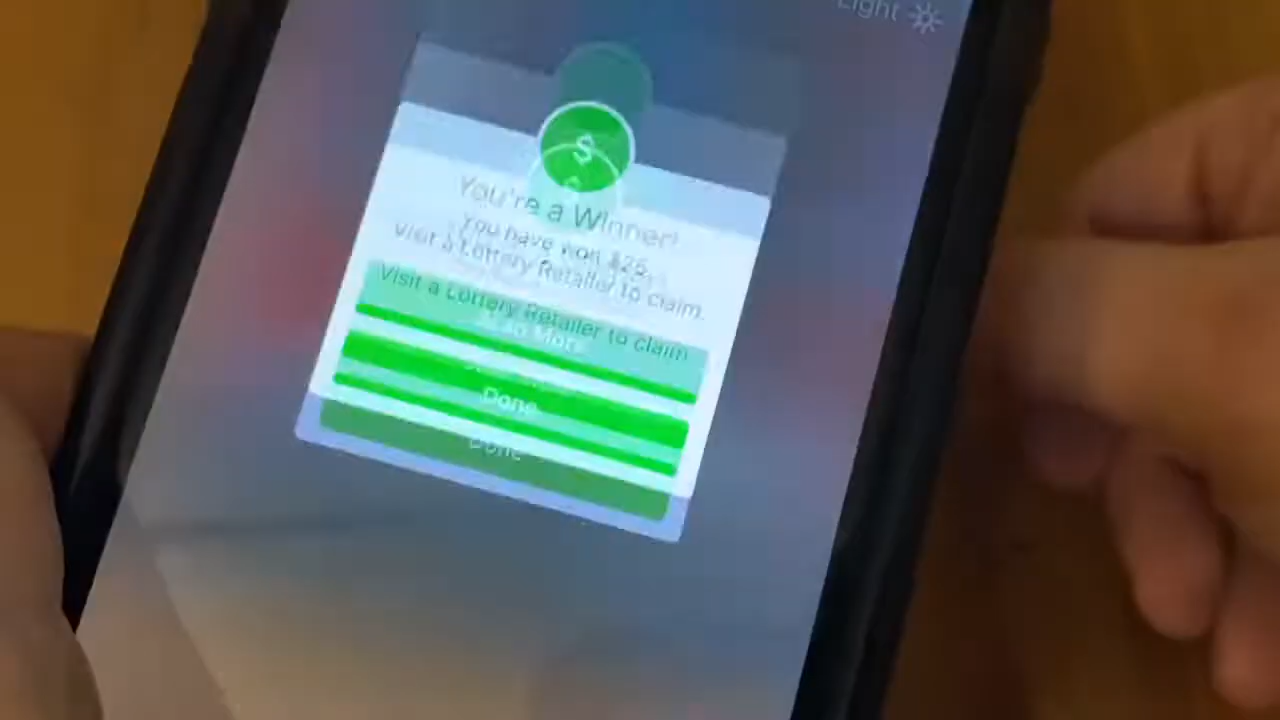 Light
$
You're a Winner!
You have won $25.
Visit a Lottery Retailer to claim.
Visit a Lottery Retailer to claim
More
Done
Done